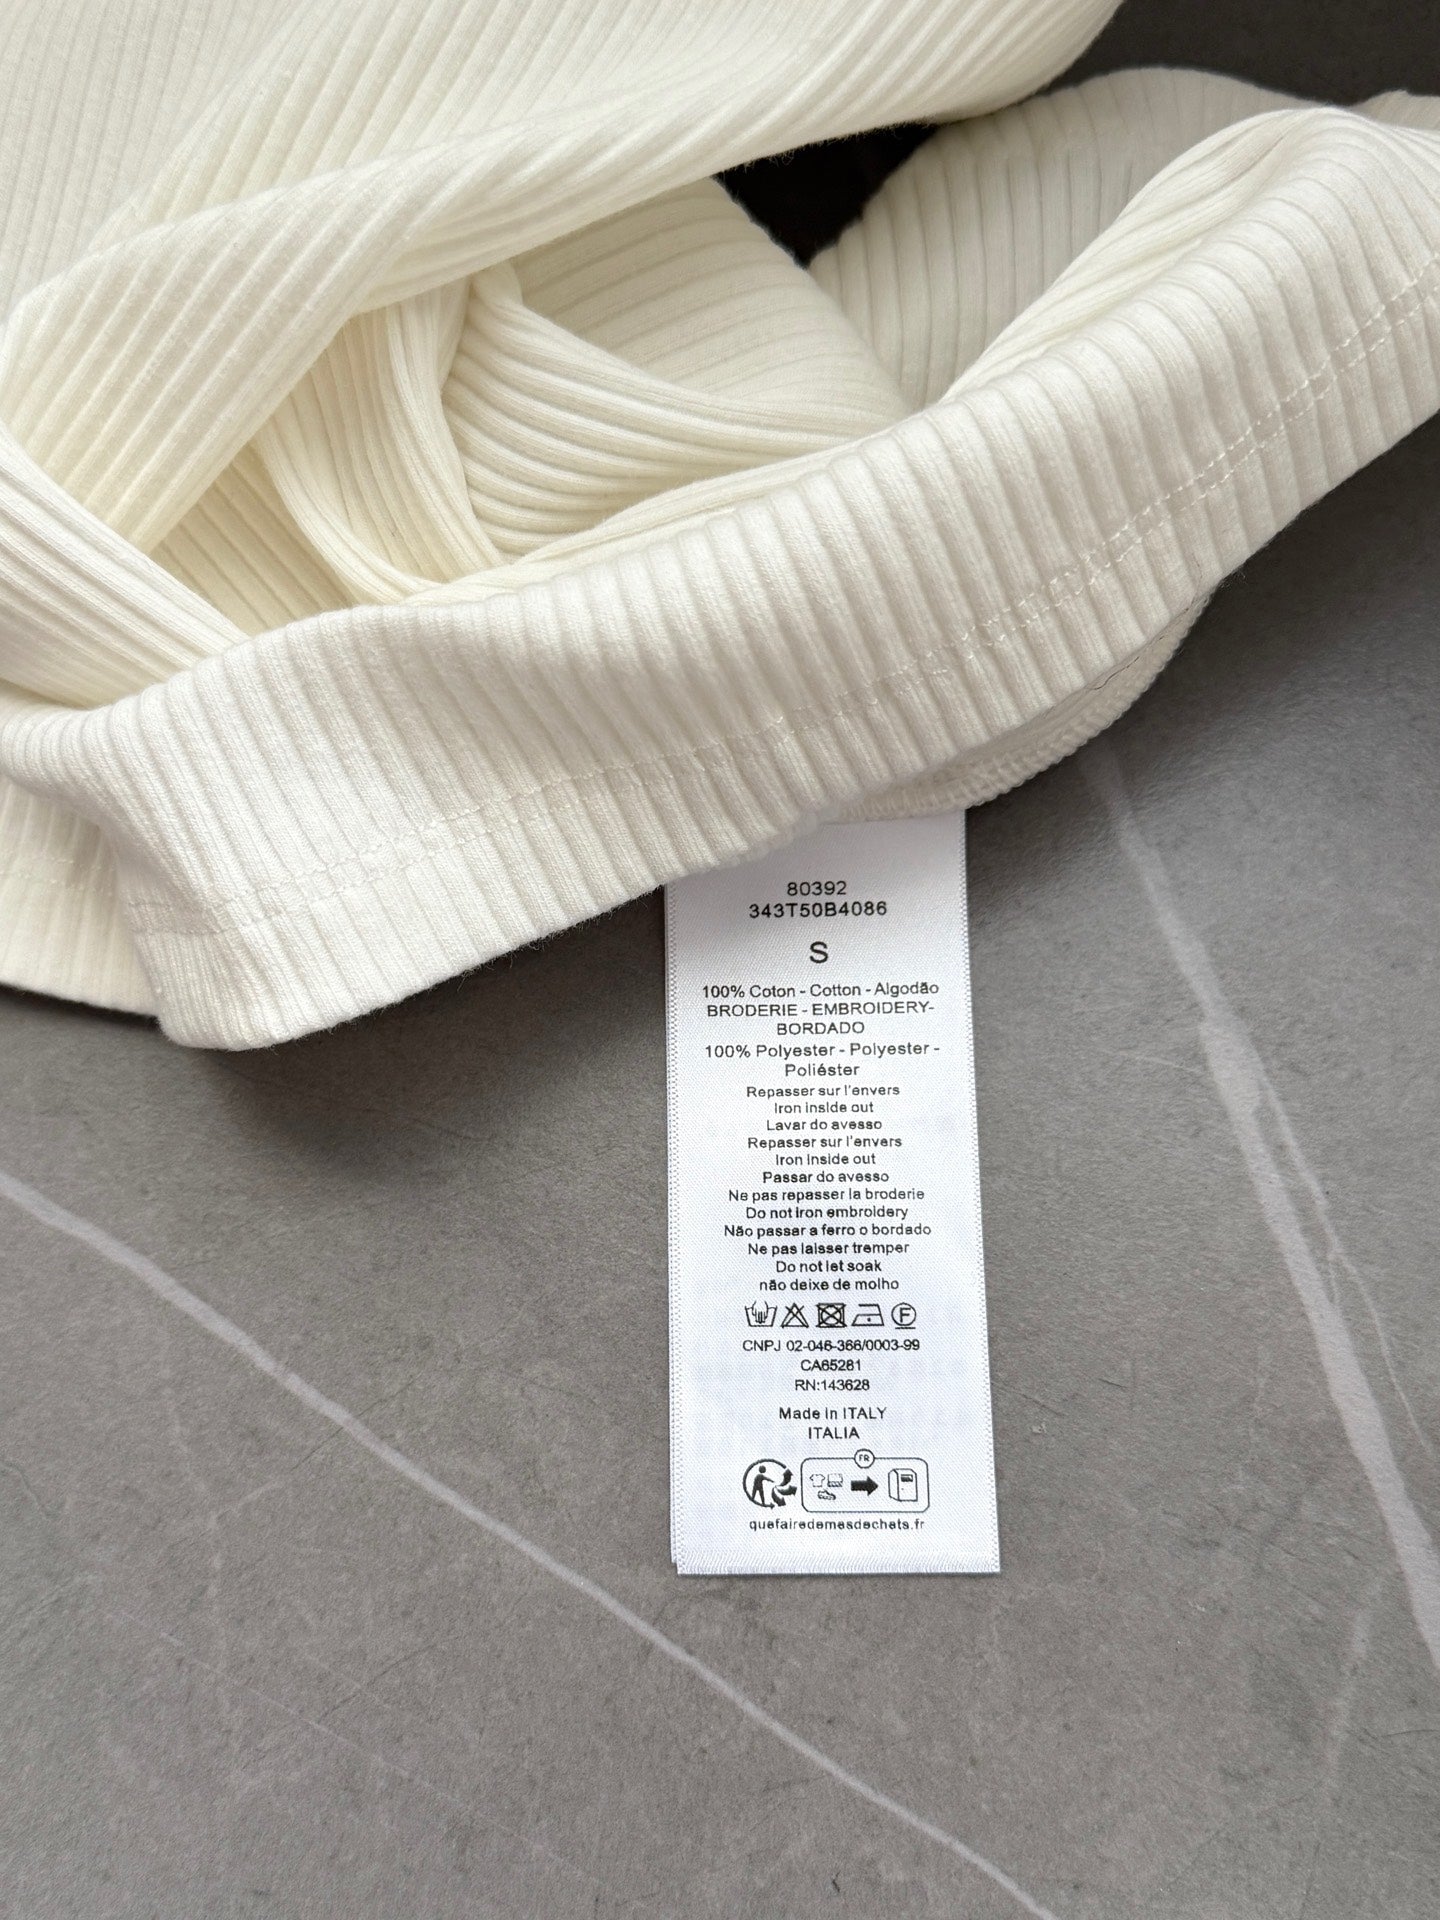 80392
343T50B4086
S
100% Coton - Cotton - Algodão
BRODERIE - EMBROIDERY-
BORDADO
100% Polyester - Polyester -
Poliéster
Repasser sur l'envers
Iron inside out
Lavar do avesso
Repasser sur l'envers
Iron inside out
Passar do avesso
Ne pas repasser la broderie
Do not iron embroidery
Não passar a ferro o bordado
Ne pas laisser tremper
Do not let soak
não deixe de molho
F
CNPJ 02-046-366/0003-99
CA65281
RN:143628
Made in ITALY
ITALIA
FR
quefairedemesdechets.fr